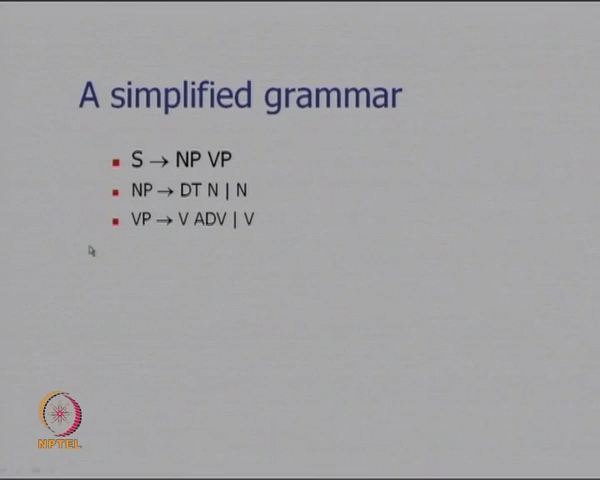 A simplified grammar
S → NP VP
NP → DT N | N
VP → V ADV | V
NPTEL